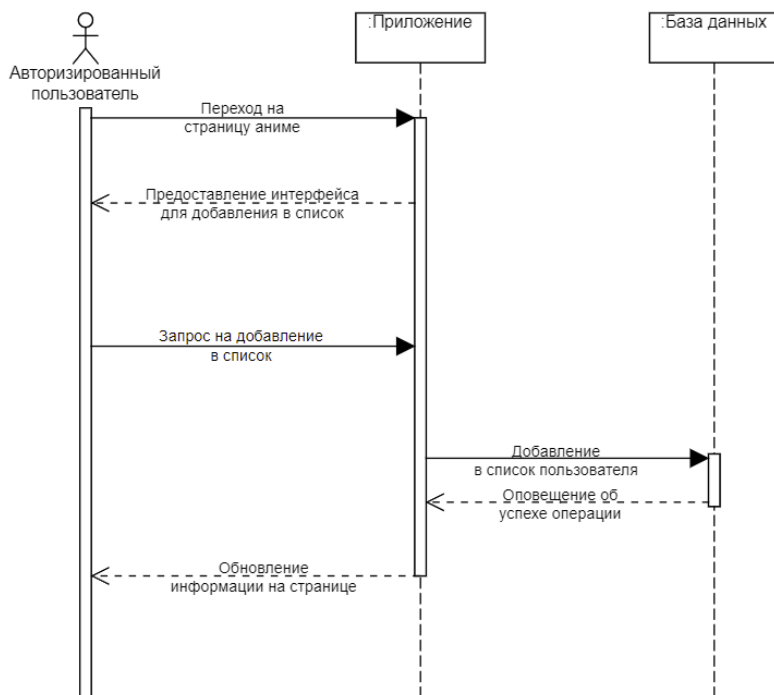 :Приложение
:База данных
Авторизированный
пользователь
Переход на
страницу аниме
Предоставление интерфейса
для добавления в список
Запрос на добавление
в список
Добавление
в список пользователя
Оповещение об
успехе операции
Обновление
информации на странице